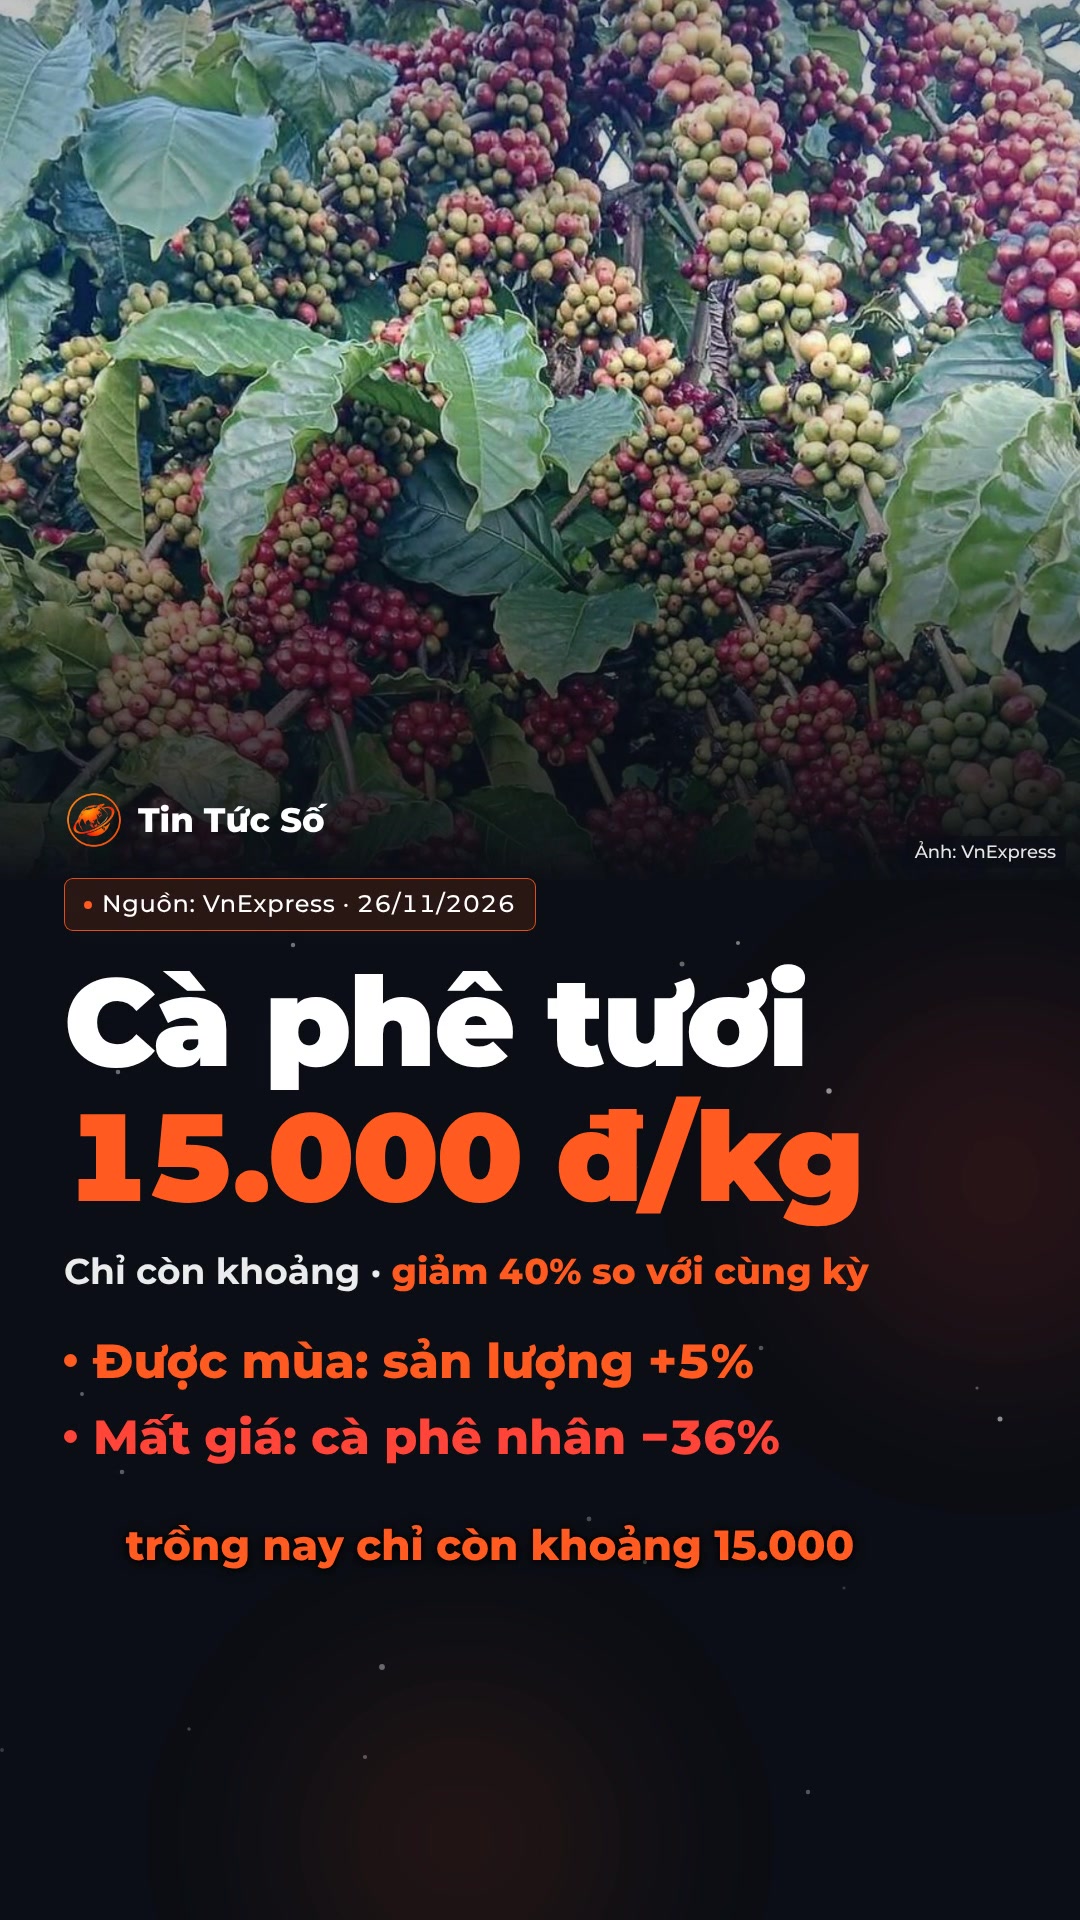 Tin Tức Số
Ảnh: VnExpress
• Nguồn: VnExpress · 26/11/2026
Cà phê tươi
15.000 đ/kg
Chỉ còn khoảng · giảm 40% so với cùng kỳ
• Được mùa: sản lượng +5%
• Mất giá: cà phê nhân −36%
trồng nay chỉ còn khoảng 15.000